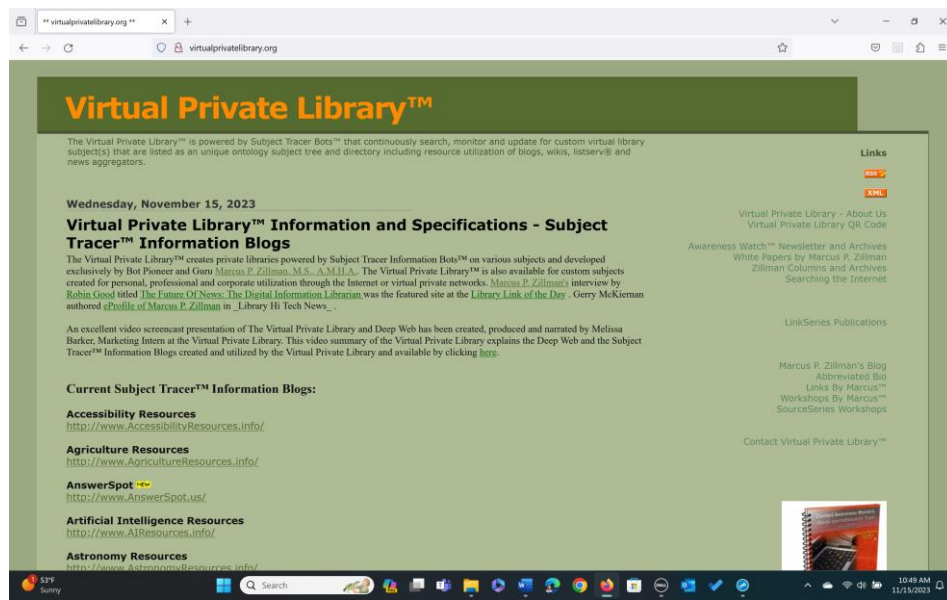 ** virtualprivatelibrary.org **
virtualprivatelibrary.org
Virtual Private Library™
The Virtual Private Library™ is powered by Subject Tracer Bots™ that continuously search, monitor and update for custom virtual library
subject(s) that are listed as an unique ontology subject tree and directory including resource utilization of blogs, wikis, listserv® and
news aggregators.
Wednesday, November 15, 2023
Virtual Private Library™ Information and Specifications - Subject
Tracer™ Information Blogs
The Virtual Private Library™ creates private libraries powered by Subject Tracer Information Bots™ on various subjects and developed
exclusively by Bot Pioneer and Guru Marcus P. Zillman, M.S., A.M.H.A.. The Virtual Private Library™ is also available for custom subjects
created for personal, professional and corporate utilization through the Internet or virtual private networks. Marcus P. Zillman's interview by
Robin Good titled The Future Of News: The Digital Information Librarian was the featured site at the Library Link of the Day . Gerry McKiernan
authored eProfile of Marcus P. Zillman in _Library Hi Tech News_ .
An excellent video screencast presentation of The Virtual Private Library and Deep Web has been created, produced and narrated by Melissa
Barker, Marketing Intern at the Virtual Private Library. This video summary of the Virtual Private Library explains the Deep Web and the Subject
Tracer™ Information Blogs created and utilized by the Virtual Private Library and available by clicking here.
Current Subject Tracer™ Information Blogs:
Accessibility Resources
http://www.AccessibilityResources.info/
Agriculture Resources
http://www.AgricultureResources.info/
AnswerSpot NEW
http://www.AnswerSpot.us/
Artificial Intelligence Resources
http://www.AIResources.info/
Astronomy Resources
http://www.AstronomyResources.info/
Links
RSS
XML
Virtual Private Library - About Us
Virtual Private Library QR Code
Awareness Watch™ Newsletter and Archives
White Papers by Marcus P. Zillman
Zillman Columns and Archives
Searching the Internet
LinkSeries Publications
Marcus P. Zillman's Blog
Abbreviated Bio
Links By Marcus™
Workshops By Marcus™
SourceSeries Workshops
Contact Virtual Private Library™
1
53°F
Sunny
Search
10:49 AM
11/15/2023